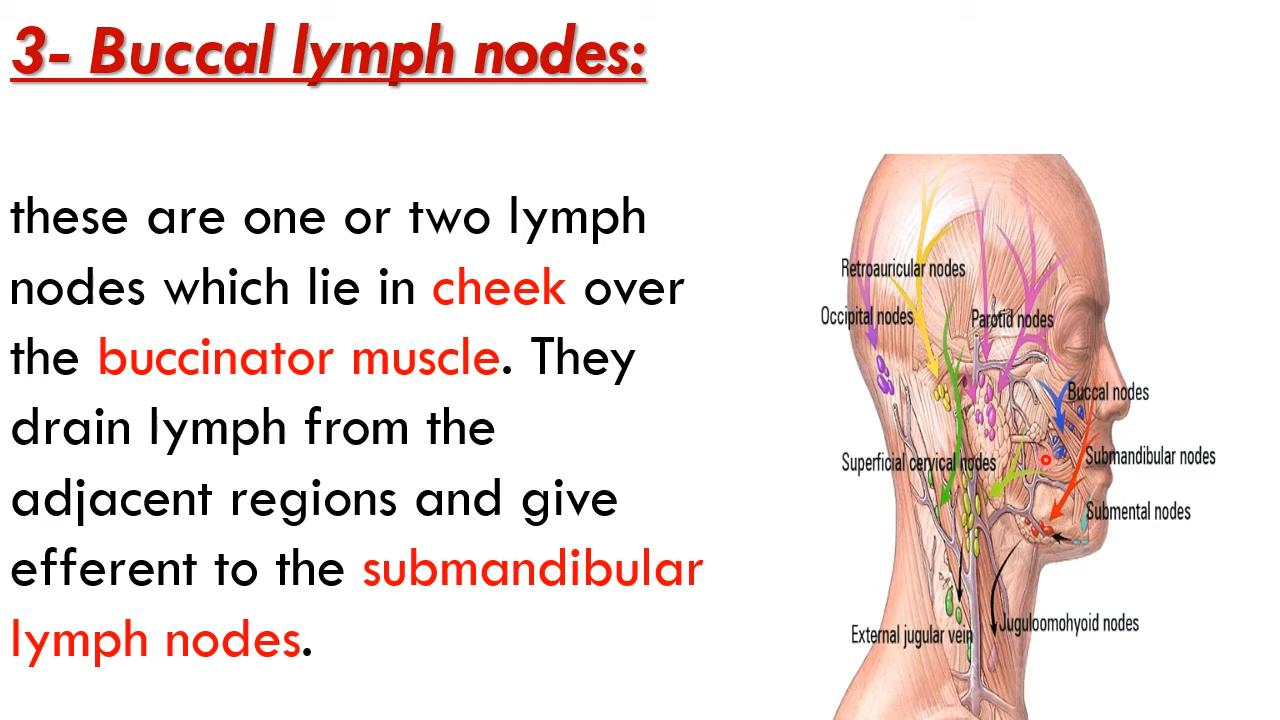 3- Buccal lymph nodes:
these are one or two lymph
nodes which lie in cheek over
the buccinator muscle. They
drain lymph from the
adjacent regions and give
efferent to the submandibular
lymph nodes.
Retroauricular nodes
Occipital nodes
Parotid nodes
Buccal nodes
Superficial cervical nodes
Submandibular nodes
Submental nodes
External jugular vein
Juguloomohyoid nodes